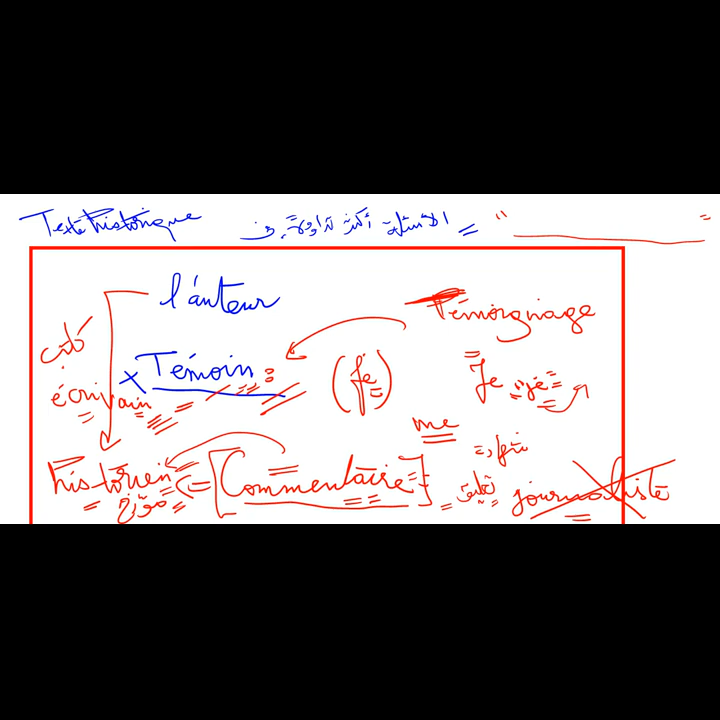 Texte historique الأسئلة أكثر تداولا في = " "
l'auteur
Témoignage
كاتب
× Témoin : (je) Je "je"
écrivain
me
historien <= [Commentaire] = تعليق journaliste
مؤرخ